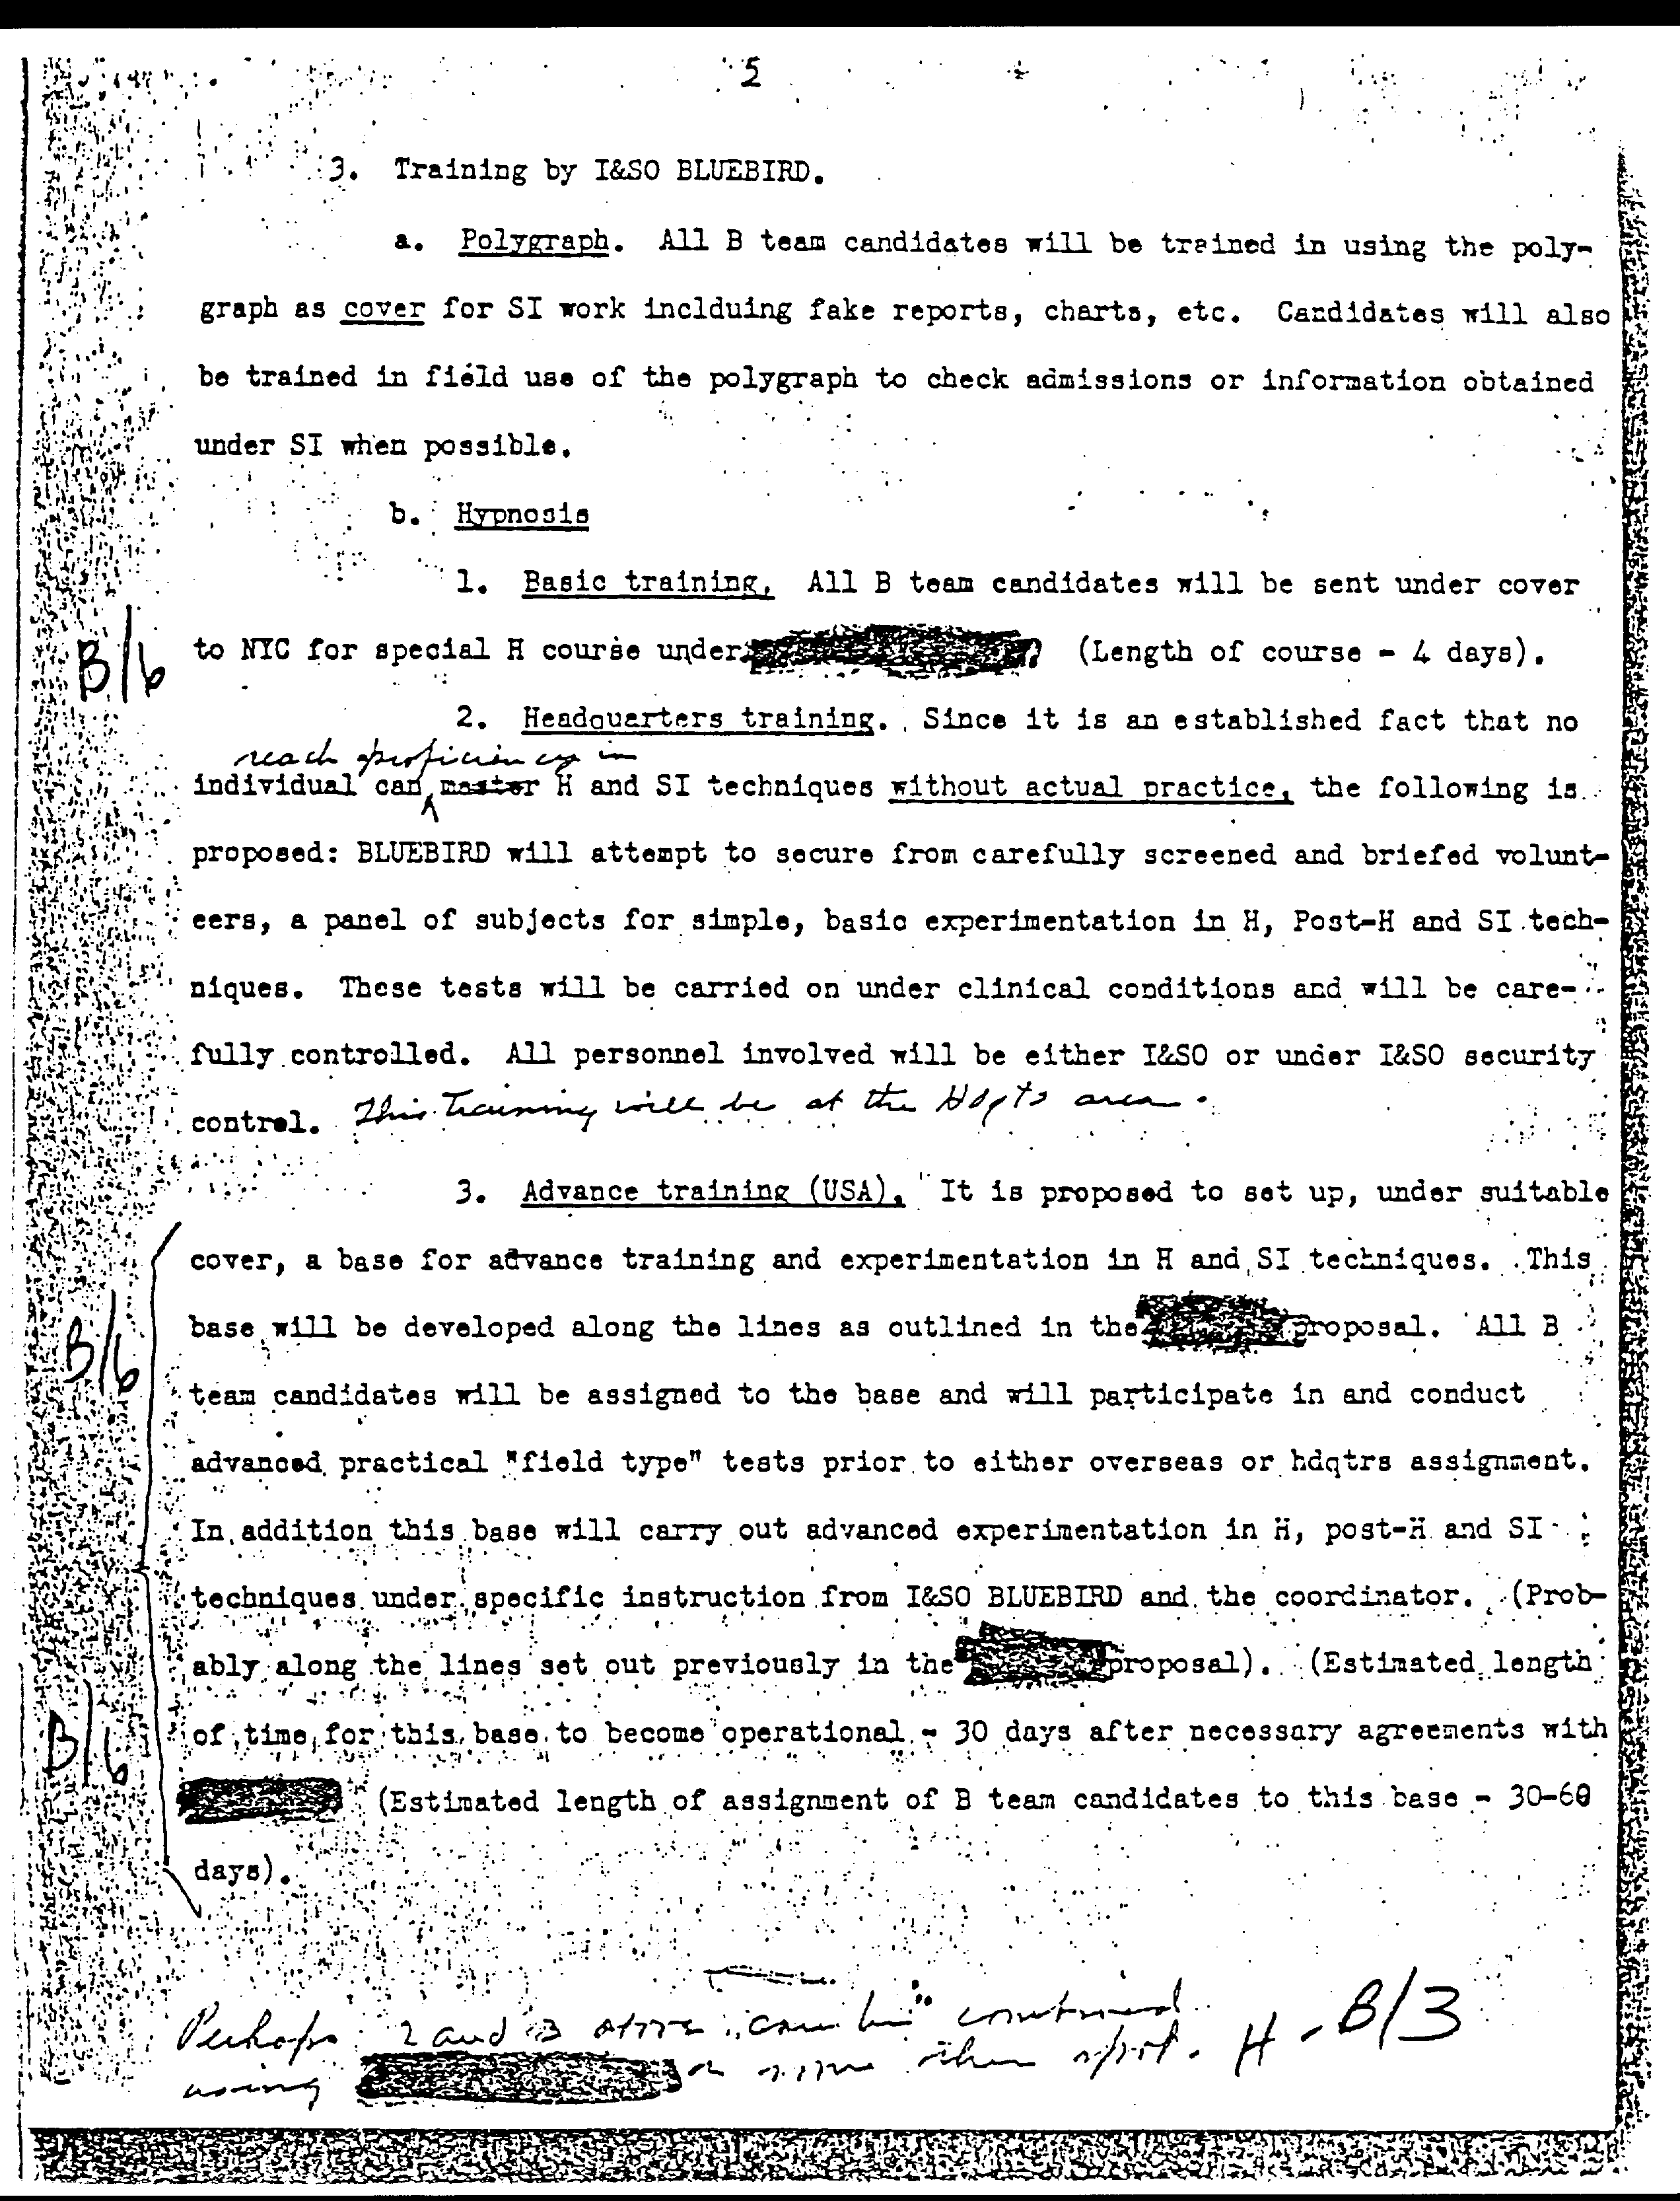 5
3. Training by I&SO BLUEBIRD.
a. Polygraph. All B team candidates will be trained in using the poly-
graph as cover for SI work inclduing fake reports, charts, etc. Candidates will also
be trained in field use of the polygraph to check admissions or information obtained
under SI when possible.
b. Hypnosis
1. Basic training. All B team candidates will be sent under cover
B/6
to NYC for special H course under (Length of course - 4 days).
2. Headquarters training. Since it is an established fact that no
reach proficiency in
individual can master H and SI techniques without actual practice, the following is
proposed: BLUEBIRD will attempt to secure from carefully screened and briefed volunt-
eers, a panel of subjects for simple, basic experimentation in H, Post-H and SI tech-
niques. These tests will be carried on under clinical conditions and will be care-
fully controlled. All personnel involved will be either I&SO or under I&SO security
control. This training will be at the Hdqts area.
3. Advance training (USA). It is proposed to set up, under suitable
cover, a base for advance training and experimentation in H and SI techniques. This
B/6
base will be developed along the lines as outlined in the proposal. All B
team candidates will be assigned to the base and will participate in and conduct
advanced practical "field type" tests prior to either overseas or hdqtrs assignment.
In addition this base will carry out advanced experimentation in H, post-H and SI
techniques under specific instruction from I&SO BLUEBIRD and the coordinator. (Prob-
ably along the lines set out previously in the proposal). (Estimated length
B/6
of time for this base to become operational - 30 days after necessary agreements with
(Estimated length of assignment of B team candidates to this base - 30-60
days).
Perhaps 2 and 3 above can be combined
using or some other spot. H-B/3